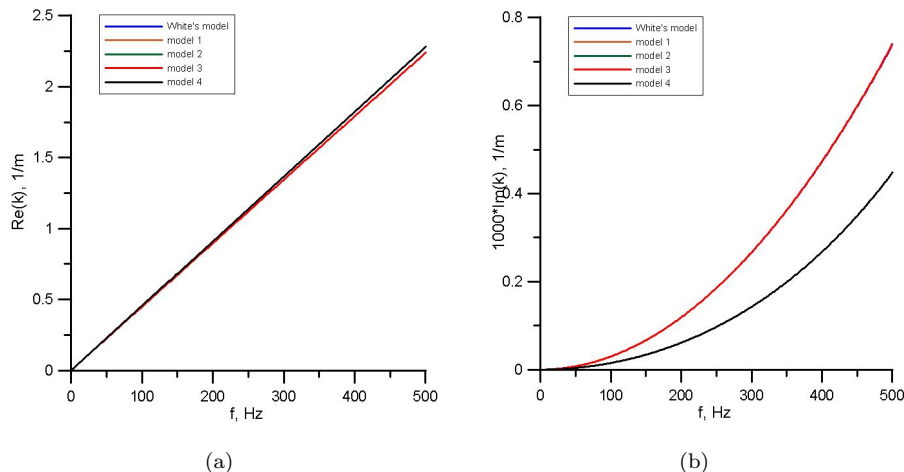 2.5
2
1.5
1
0.5
0
Re(k), 1/m
White's model
model 1
model 2
model 3
model 4
0 100 200 300 400 500
f, Hz
(a)
0.8
0.6
0.4
0.2
0
1000*Im(k), 1/m
White's model
model 1
model 2
model 3
model 4
0 100 200 300 400 500
f, Hz
(b)